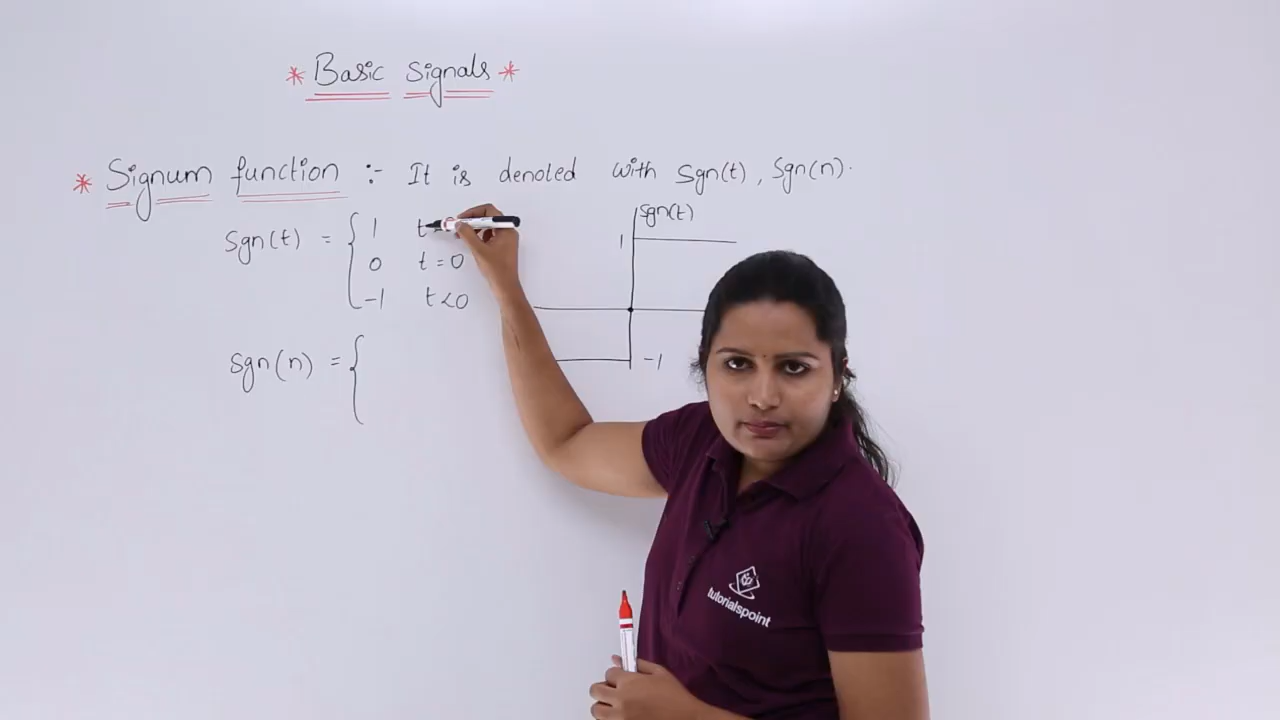 * Basic Signals *
* Signum function :- It is denoted with Sgn(t), Sgn(n).
Sgn(t) = { 1 t
0 t = 0
-1 t < 0
Sgn(n) = {
Sgn(t)
1
-1
tutorialspoint